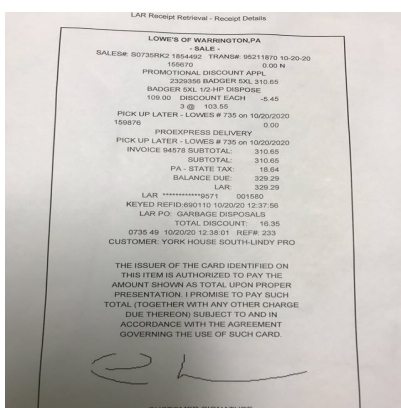 LAR Receipt Retrieval - Receipt Details
LOWE'S OF WARRINGTON,PA
- SALE -
SALES#: S0735RK2 1854492 TRANS#: 95211870 10-20-20
155670 0.00 N
PROMOTIONAL DISCOUNT APPL
2329356 BADGER 5XL 310.65
BADGER 5XL 1/2-HP DISPOSE
109.00 DISCOUNT EACH -5.45
3 @ 103.55
PICK UP LATER - LOWES # 735 on 10/20/2020
159876 0.00
PROEXPRESS DELIVERY
PICK UP LATER - LOWES # 735 on 10/20/2020
INVOICE 94578 SUBTOTAL: 310.65
SUBTOTAL: 310.65
PA - STATE TAX: 18.64
BALANCE DUE: 329.29
LAR: 329.29
LAR ************9571 001580
KEYED REFID:690110 10/20/20 12:37:56
LAR PO: GARBAGE DISPOSALS
TOTAL DISCOUNT: 16.35
0735 49 10/20/20 12:38:01 REF#: 233
CUSTOMER: YORK HOUSE SOUTH-LINDY PRO
THE ISSUER OF THE CARD IDENTIFIED ON
THIS ITEM IS AUTHORIZED TO PAY THE
AMOUNT SHOWN AS TOTAL UPON PROPER
PRESENTATION. I PROMISE TO PAY SUCH
TOTAL (TOGETHER WITH ANY OTHER CHARGE
DUE THEREON) SUBJECT TO AND IN
ACCORDANCE WITH THE AGREEMENT
GOVERNING THE USE OF SUCH CARD.